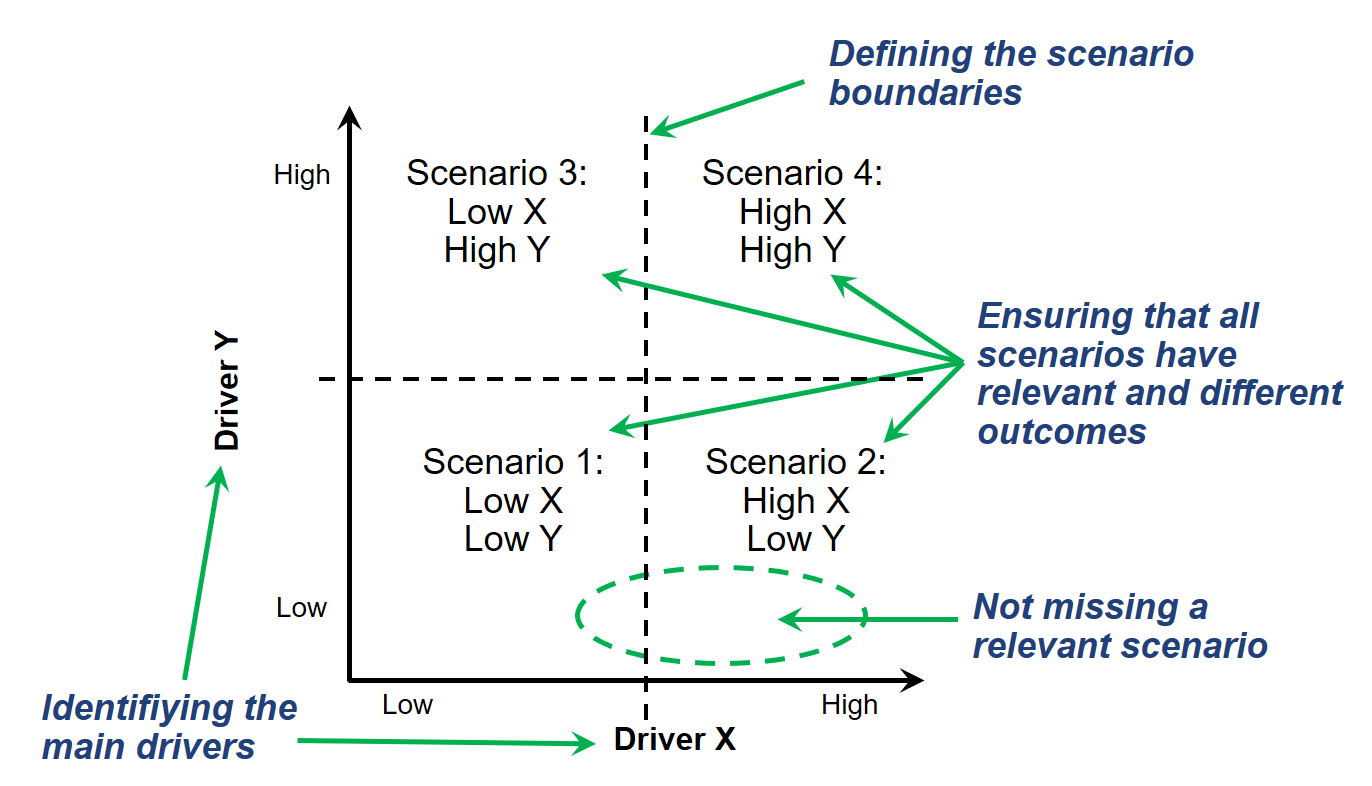 Defining the scenario
boundaries
High
Scenario 3:
Low X
High Y
Scenario 4:
High X
High Y
Ensuring that all
scenarios have
relevant and different
outcomes
Driver Y
Scenario 1:
Low X
Low Y
Scenario 2:
High X
Low Y
Low
Not missing a
relevant scenario
Identifiying the
main drivers
Low
High
Driver X